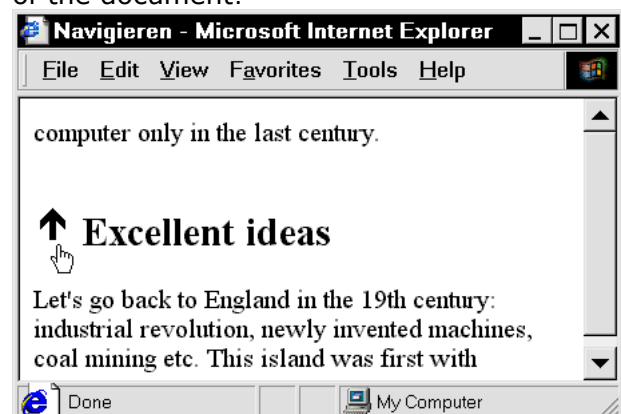 or the document.
Navigieren - Microsoft Internet Explorer
File Edit View Favorites Tools Help
computer only in the last century.
Excellent ideas
Let's go back to England in the 19th century:
industrial revolution, newly invented machines,
coal mining etc. This island was first with
Done My Computer